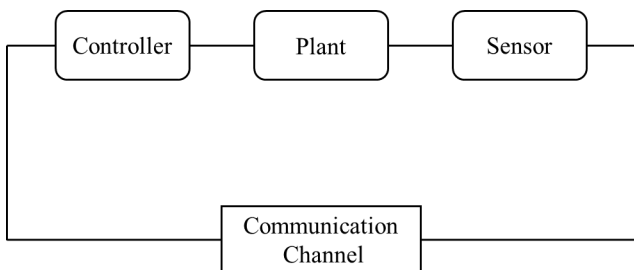 Controller
Plant
Sensor
Communication
Channel